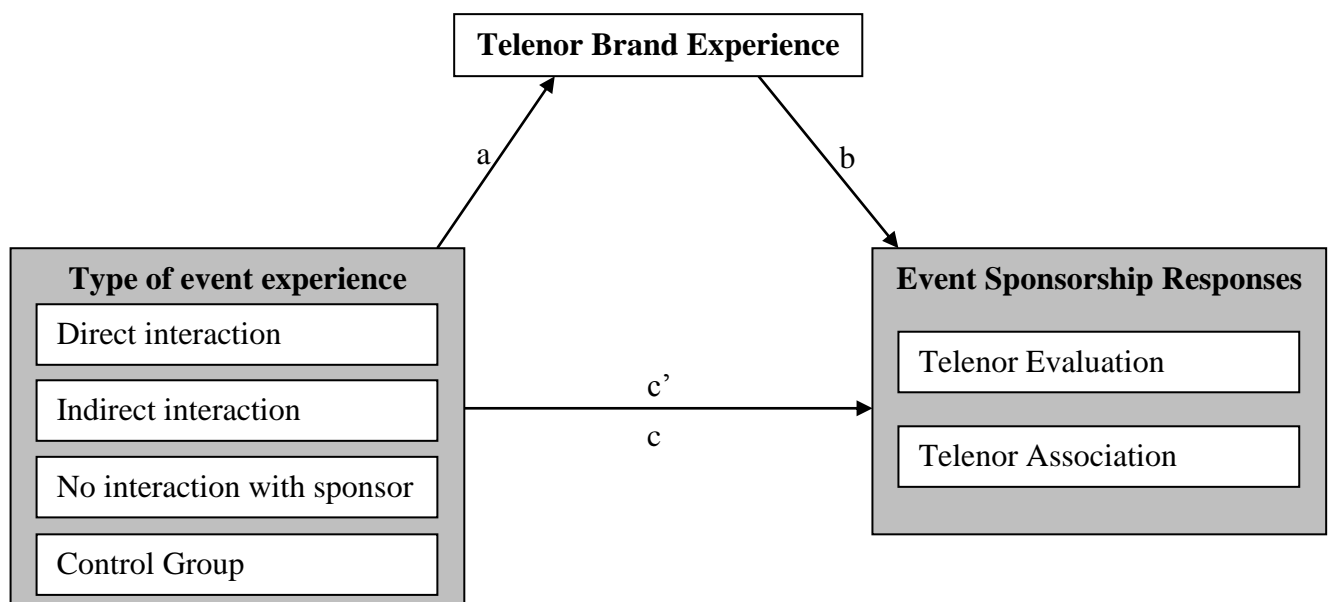 Telenor Brand Experience
a
b
Type of event experience
Direct interaction
Indirect interaction
No interaction with sponsor
Control Group
c’
c
Event Sponsorship Responses
Telenor Evaluation
Telenor Association